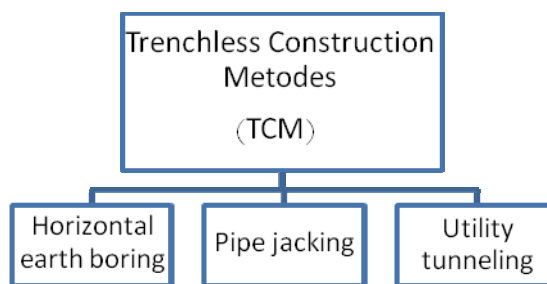 Trenchless Construction
Metodes
(TCM)
Horizontal
earth boring
Pipe jacking
Utility
tunneling